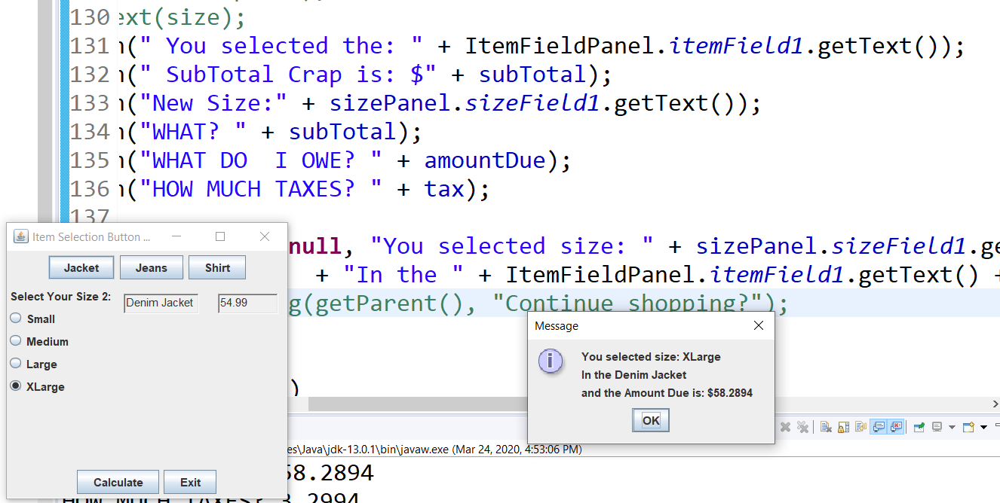 130 ext(size);
131 n(" You selected the: " + ItemFieldPanel.itemField1.getText());
132 n(" SubTotal Crap is: $" + subTotal);
133 n("New Size:" + sizePanel.sizeField1.getText());
134 n("WHAT? " + subTotal);
135 n("WHAT DO  I OWE? " + amountDue);
136 n("HOW MUCH TAXES? " + tax);
137
null, "You selected size: " + sizePanel.sizeField1.ge
+ "In the " + ItemFieldPanel.itemField1.getText() +
g(getParent(), "Continue shopping?");
)
Item Selection Button ...
Jacket Jeans Shirt
Select Your Size 2: Denim Jacket 54.99
Small
Medium
Large
XLarge
Calculate Exit
Message
You selected size: XLarge
In the Denim Jacket
and the Amount Due is: $58.2894
OK
es\Java\jdk-13.0.1\bin\javaw.exe (Mar 24, 2020, 4:53:06 PM)
58.2894
HOW MUCH TAXES? 3.2994